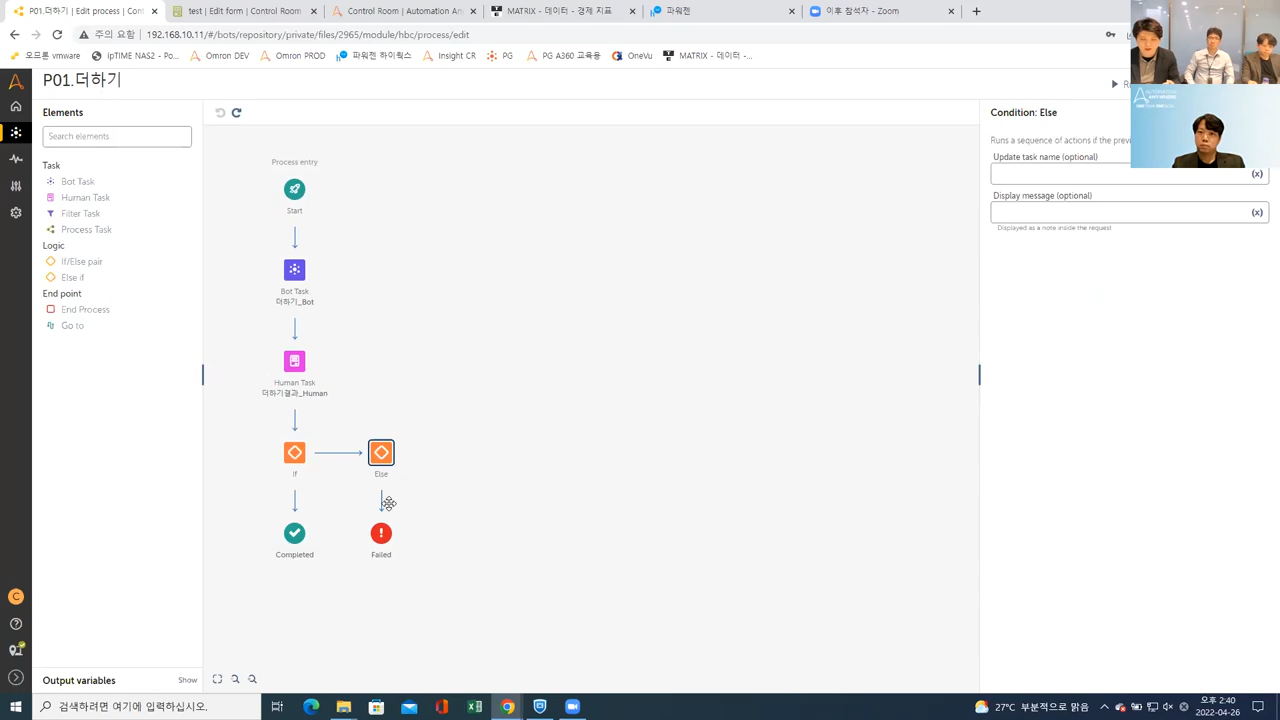 P01.더하기 | Edit process | Con
test | Edit form | Control Room
Control Room | Automation An
MATRIX - 데이터 - 경제 지표
파워젠
이후 참석자 - Zoom
주의 요함
192.168.10.11/#/bots/repository/private/files/2965/module/hbc/process/edit
오므론 vmware
IpTIME NAS2 - Po...
Omron DEV
Omron PROD
파워젠 하이웍스
Insight CR
PG
PG A360 교육용
OneVu
MATRIX - 데이터 - ...
P01.더하기
Elements
Search elements
Task
Bot Task
Human Task
Filter Task
Process Task
Logic
If/Else pair
Else if
End point
End Process
Go to
Output variables
Show
Process entry
Start
Bot Task
더하기_Bot
Human Task
더하기결과_Human
If
Else
Completed
Failed
Condition: Else
Runs a sequence of actions if the prev
Update task name (optional)
(x)
Display message (optional)
(x)
Displayed as a note inside the request
AUTOMATION
ANYWHERE
검색하려면 여기에 입력하십시오.
27°C 부분적으로 맑음
오후 2:40
2022-04-26